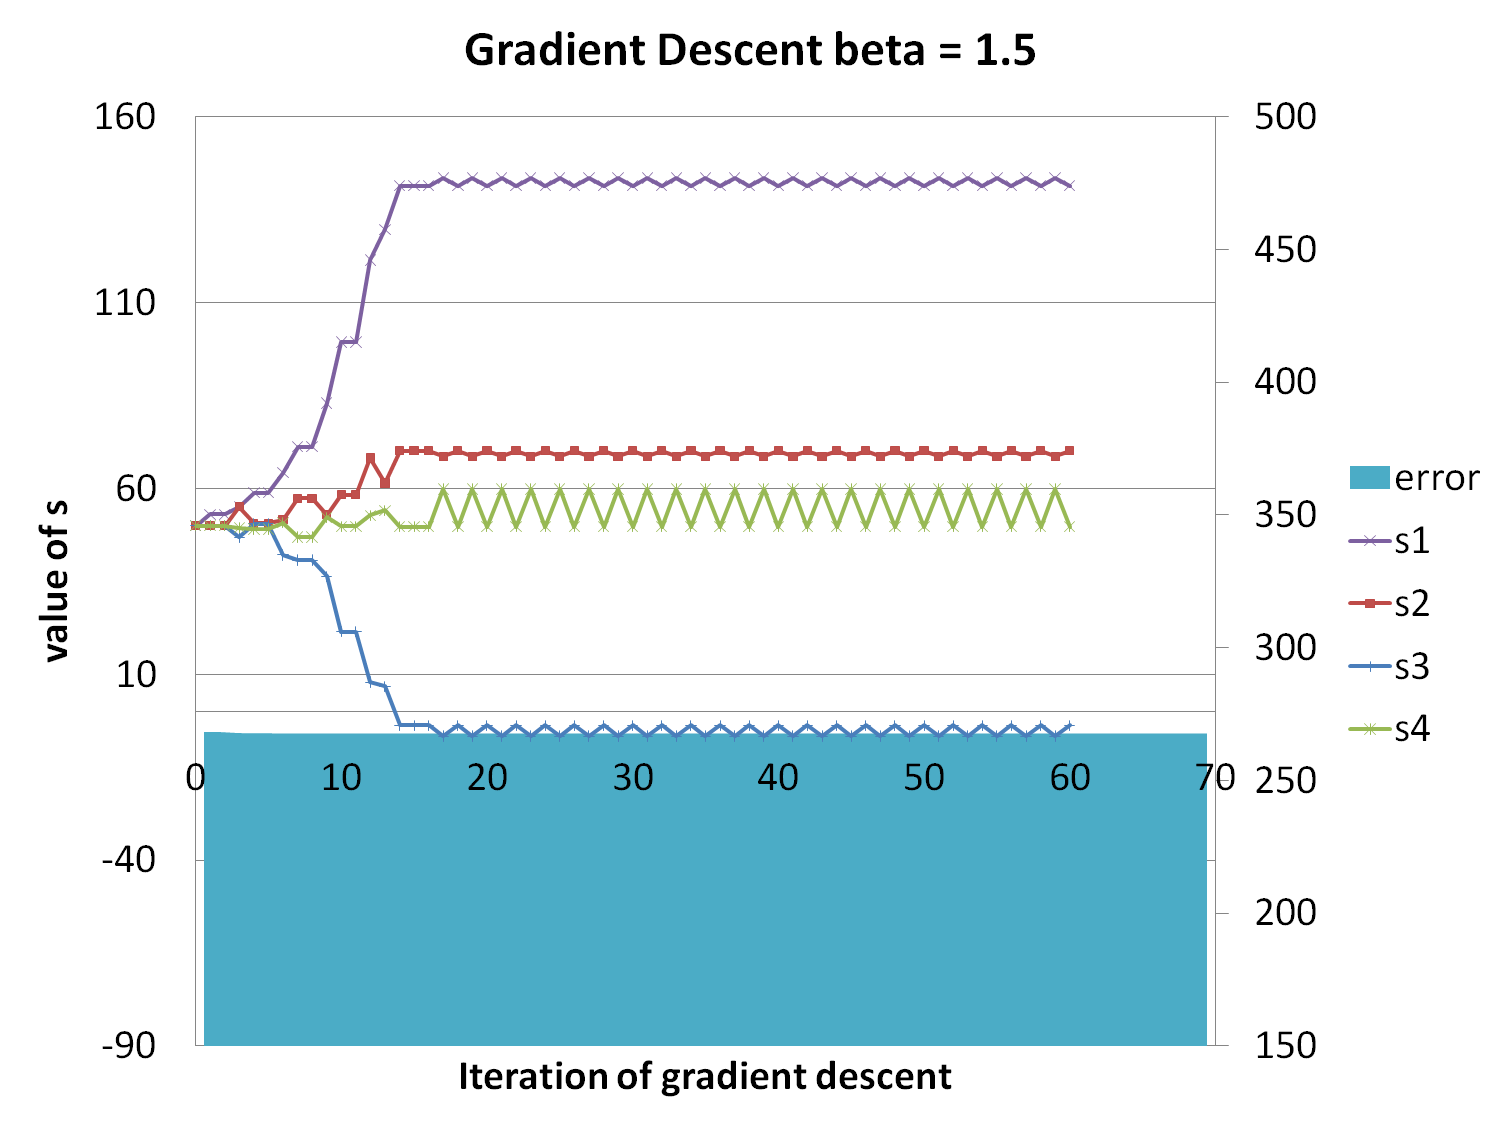 Gradient Descent beta = 1.5
160
110
60
10
-40
-90
value of s
0 10 20 30 40 50 60 70
Iteration of gradient descent
500
450
400
350
300
250
200
150
error
s1
s2
s3
s4